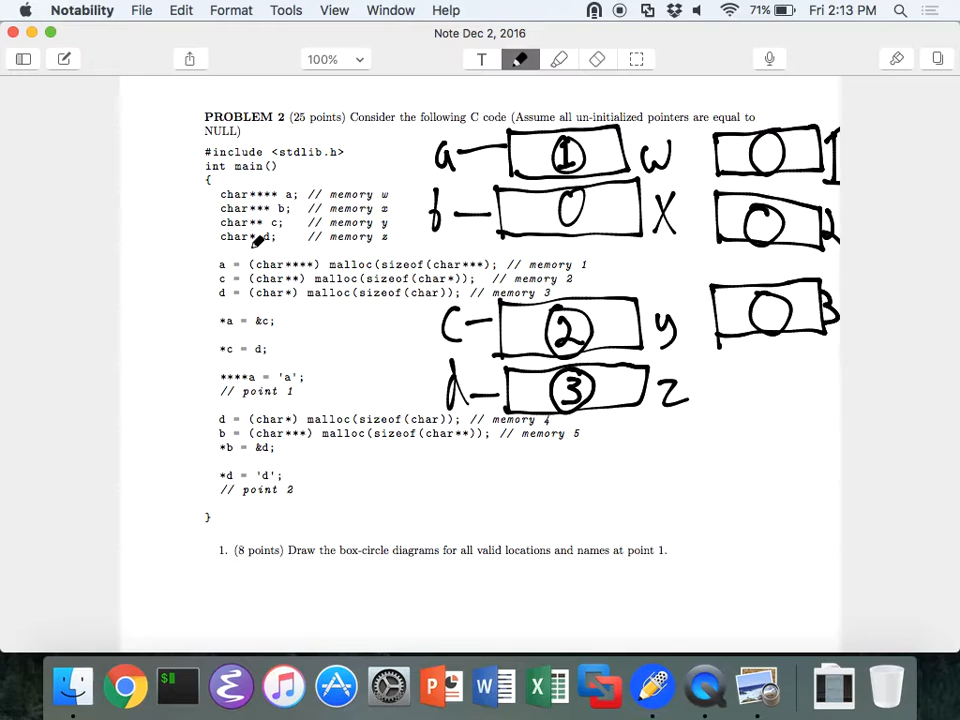 Notability File Edit Format Tools View Window Help 71% Fri 2:13 PM
Note Dec 2, 2016
100% T
PROBLEM 2 (25 points) Consider the following C code (Assume all un-initialized pointers are equal to
NULL)
#include <stdlib.h>
int main()
{
char**** a; // memory w
char*** b; // memory x
char** c; // memory y
char* d; // memory z
a = (char****) malloc(sizeof(char***); // memory 1
c = (char**) malloc(sizeof(char*)); // memory 2
d = (char*) malloc(sizeof(char)); // memory 3
*a = &c;
*c = d;
****a = 'a';
// point 1
d = (char*) malloc(sizeof(char)); // memory 4
b = (char***) malloc(sizeof(char**)); // memory 5
*b = &d;
*d = 'd';
// point 2
}
1. (8 points) Draw the box-circle diagrams for all valid locations and names at point 1.
a 1 w 1
b 0 x 2
c 2 y 3
d 3 z
$
P W X